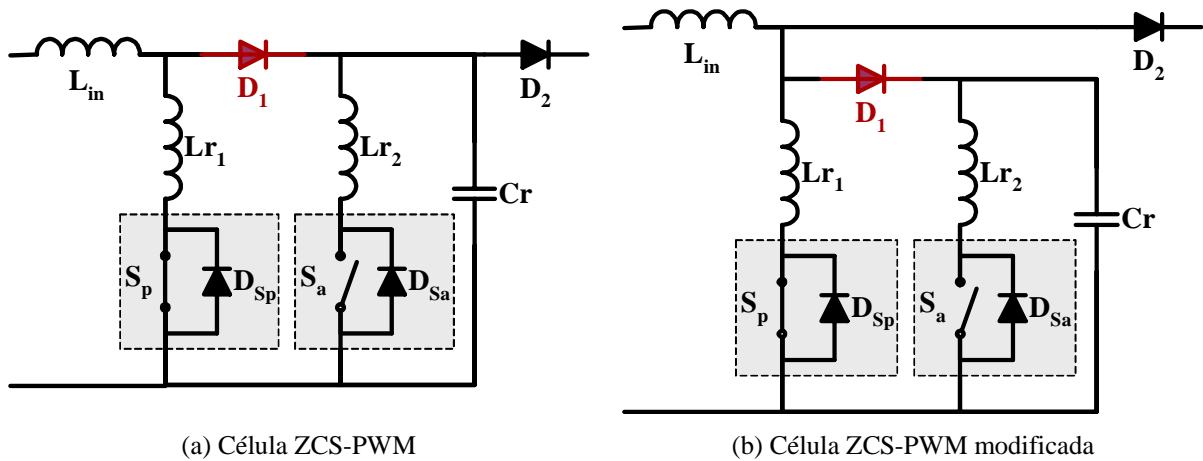 L_in
D_1
D_2
Lr_1
Lr_2
Cr
S_p
D_Sp
S_a
D_Sa
(a) Célula ZCS-PWM
L_in
D_1
D_2
Lr_1
Lr_2
Cr
S_p
D_Sp
S_a
D_Sa
(b) Célula ZCS-PWM modificada